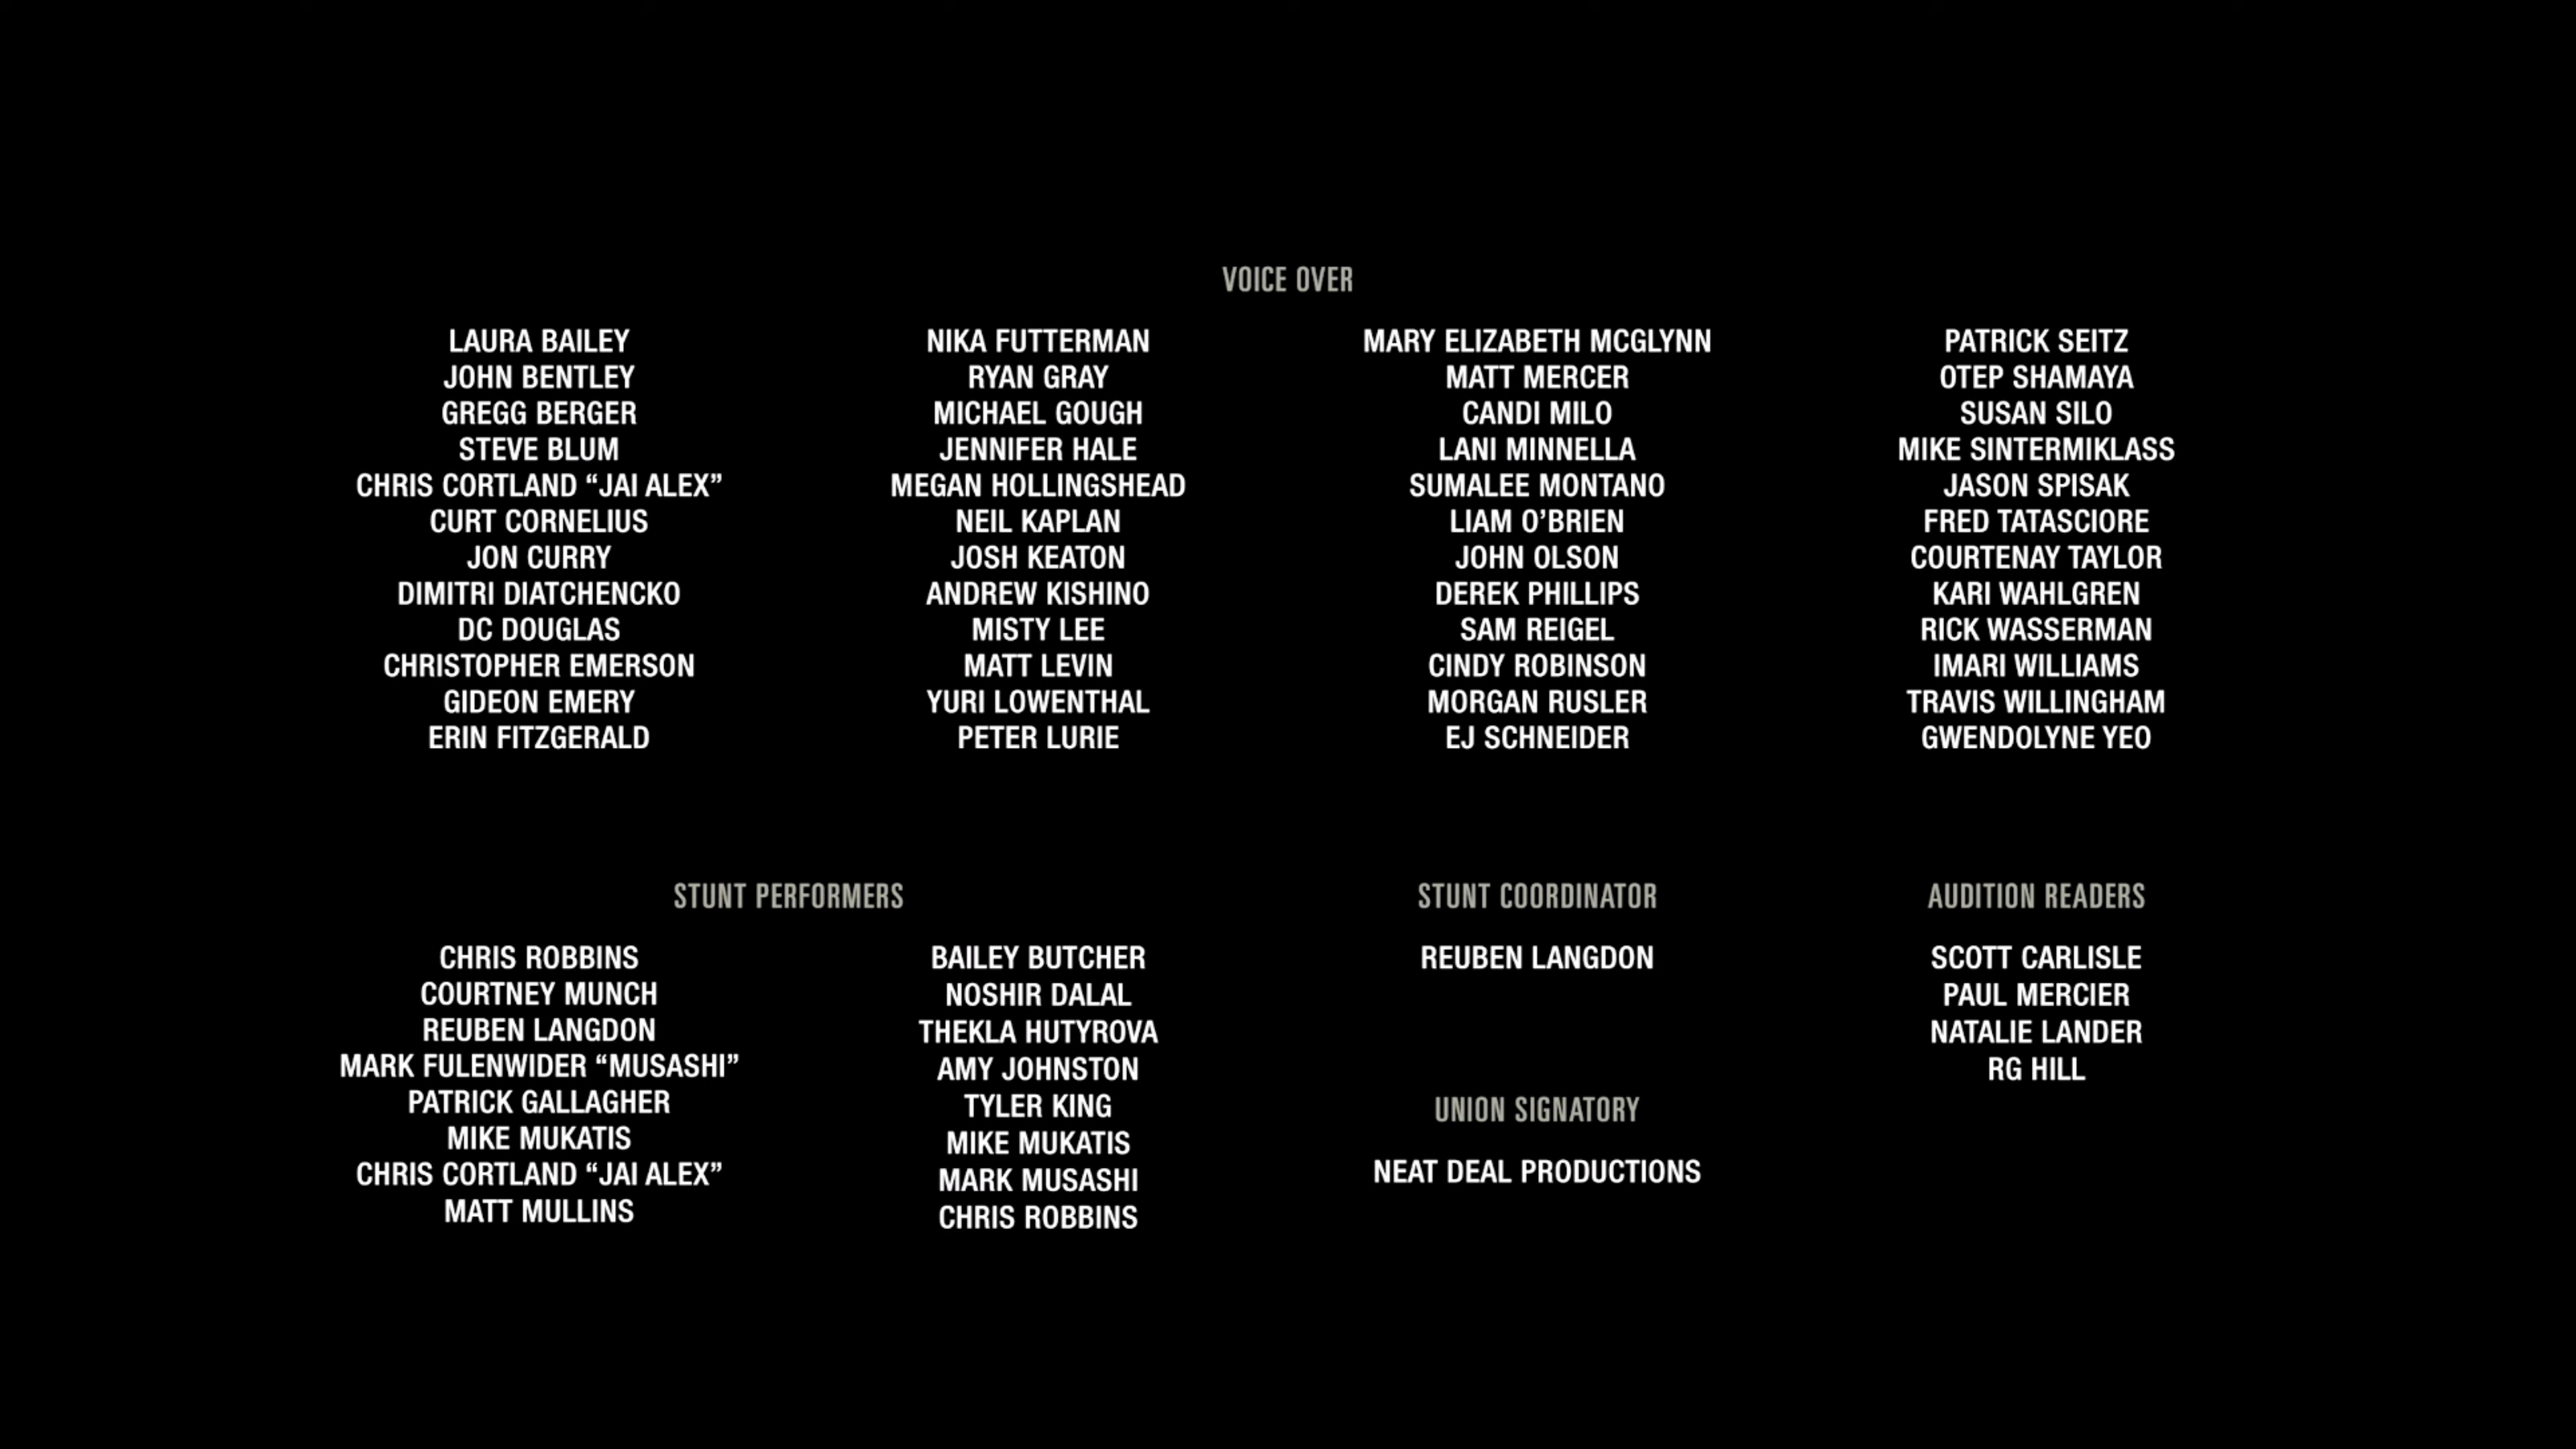 VOICE OVER
LAURA BAILEY
JOHN BENTLEY
GREGG BERGER
STEVE BLUM
CHRIS CORTLAND “JAI ALEX”
CURT CORNELIUS
JON CURRY
DIMITRI DIATCHENCKO
DC DOUGLAS
CHRISTOPHER EMERSON
GIDEON EMERY
ERIN FITZGERALD
NIKA FUTTERMAN
RYAN GRAY
MICHAEL GOUGH
JENNIFER HALE
MEGAN HOLLINGSHEAD
NEIL KAPLAN
JOSH KEATON
ANDREW KISHINO
MISTY LEE
MATT LEVIN
YURI LOWENTHAL
PETER LURIE
MARY ELIZABETH MCGLYNN
MATT MERCER
CANDI MILO
LANI MINNELLA
SUMALEE MONTANO
LIAM O’BRIEN
JOHN OLSON
DEREK PHILLIPS
SAM REIGEL
CINDY ROBINSON
MORGAN RUSLER
EJ SCHNEIDER
PATRICK SEITZ
OTEP SHAMAYA
SUSAN SILO
MIKE SINTERMIKLASS
JASON SPISAK
FRED TATASCIORE
COURTENAY TAYLOR
KARI WAHLGREN
RICK WASSERMAN
IMARI WILLIAMS
TRAVIS WILLINGHAM
GWENDOLYNE YEO
STUNT PERFORMERS
CHRIS ROBBINS
COURTNEY MUNCH
REUBEN LANGDON
MARK FULENWIDER “MUSASHI”
PATRICK GALLAGHER
MIKE MUKATIS
CHRIS CORTLAND “JAI ALEX”
MATT MULLINS
BAILEY BUTCHER
NOSHIR DALAL
THEKLA HUTYROVA
AMY JOHNSTON
TYLER KING
MIKE MUKATIS
MARK MUSASHI
CHRIS ROBBINS
STUNT COORDINATOR
REUBEN LANGDON
UNION SIGNATORY
NEAT DEAL PRODUCTIONS
AUDITION READERS
SCOTT CARLISLE
PAUL MERCIER
NATALIE LANDER
RG HILL